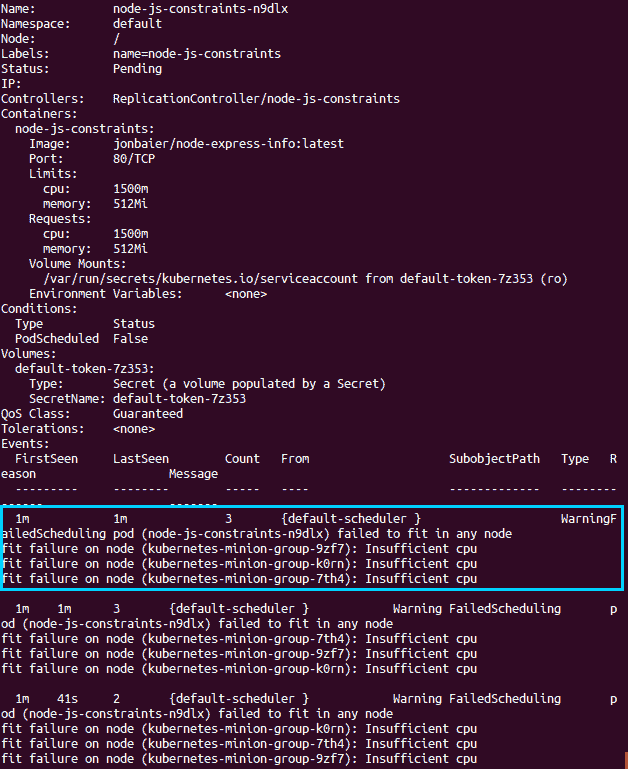 Name:           node-js-constraints-n9dlx
Namespace:      default
Node:           /
Labels:         name=node-js-constraints
Status:         Pending
IP:
Controllers:    ReplicationController/node-js-constraints
Containers:
  node-js-constraints:
    Image:      jonbaier/node-express-info:latest
    Port:       80/TCP
    Limits:
      cpu:      1500m
      memory:   512Mi
    Requests:
      cpu:      1500m
      memory:   512Mi
    Volume Mounts:
      /var/run/secrets/kubernetes.io/serviceaccount from default-token-7z353 (ro)
    Environment Variables:      <none>
Conditions:
  Type          Status
  PodScheduled  False
Volumes:
  default-token-7z353:
    Type:       Secret (a volume populated by a Secret)
    SecretName: default-token-7z353
QoS Class:      Guaranteed
Tolerations:    <none>
Events:
  FirstSeen     LastSeen        Count   From                    SubobjectPath   Type    R
eason                   Message
  ---------     --------        -----   ----                    -------------   --------
------                  -------
  1m            1m              3       {default-scheduler }                    WarningF
ailedScheduling pod (node-js-constraints-n9dlx) failed to fit in any node
fit failure on node (kubernetes-minion-group-9zf7): Insufficient cpu
fit failure on node (kubernetes-minion-group-k0rn): Insufficient cpu
fit failure on node (kubernetes-minion-group-7th4): Insufficient cpu
  1m    1m      3       {default-scheduler }            Warning FailedScheduling        p
od (node-js-constraints-n9dlx) failed to fit in any node
fit failure on node (kubernetes-minion-group-7th4): Insufficient cpu
fit failure on node (kubernetes-minion-group-9zf7): Insufficient cpu
fit failure on node (kubernetes-minion-group-k0rn): Insufficient cpu
  1m    41s     2       {default-scheduler }            Warning FailedScheduling        p
od (node-js-constraints-n9dlx) failed to fit in any node
fit failure on node (kubernetes-minion-group-k0rn): Insufficient cpu
fit failure on node (kubernetes-minion-group-7th4): Insufficient cpu
fit failure on node (kubernetes-minion-group-9zf7): Insufficient cpu